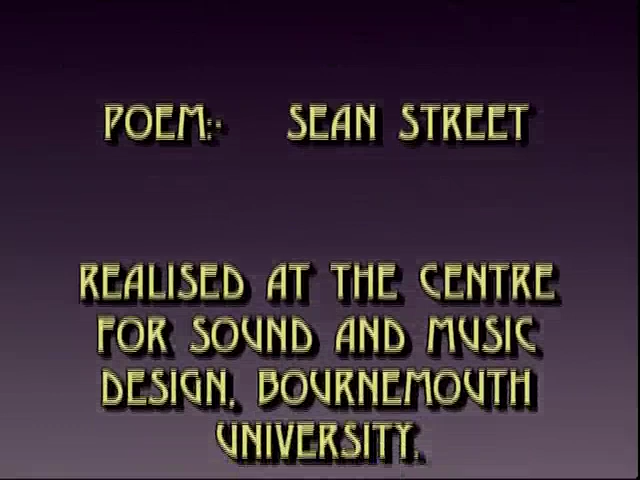 POEM:- SEAN STREET
REALISED AT THE CENTRE
FOR SOUND AND MUSIC
DESIGN, BOURNEMOUTH
UNIVERSITY.